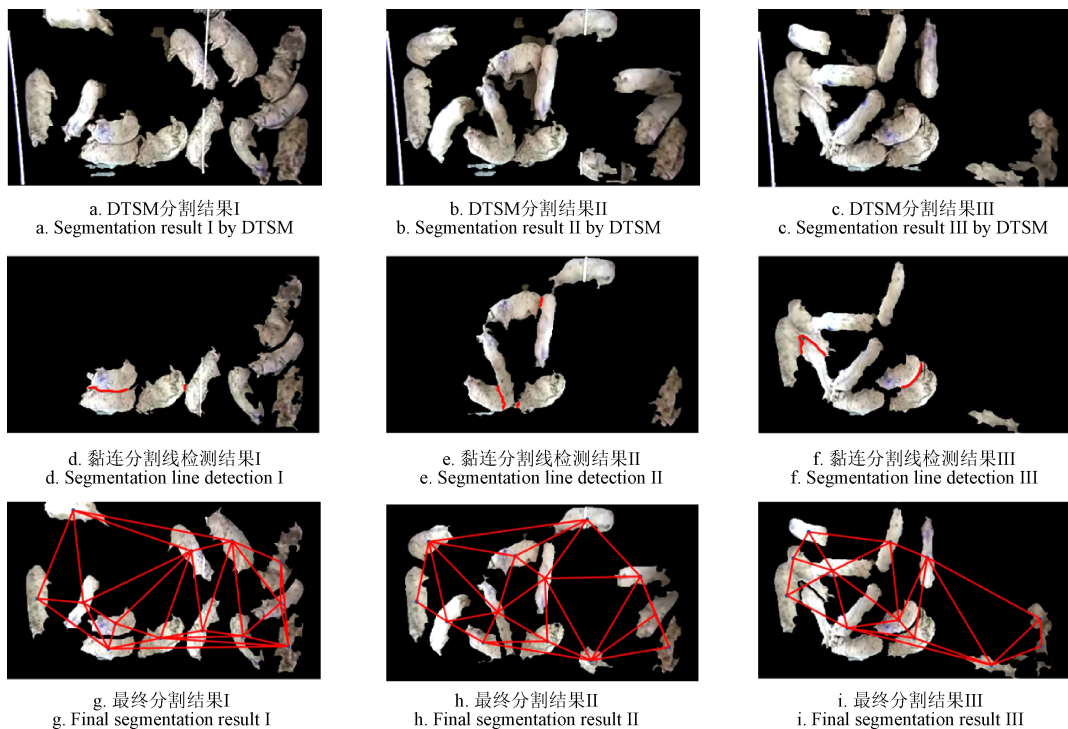 a. DTSM分割结果I
a. Segmentation result I by DTSM
b. DTSM分割结果II
b. Segmentation result II by DTSM
c. DTSM分割结果III
c. Segmentation result III by DTSM
d. 黏连分割线检测结果I
d. Segmentation line detection I
e. 黏连分割线检测结果II
e. Segmentation line detection II
f. 黏连分割线检测结果III
f. Segmentation line detection III
g. 最终分割结果I
g. Final segmentation result I
h. 最终分割结果II
h. Final segmentation result II
i. 最终分割结果III
i. Final segmentation result III